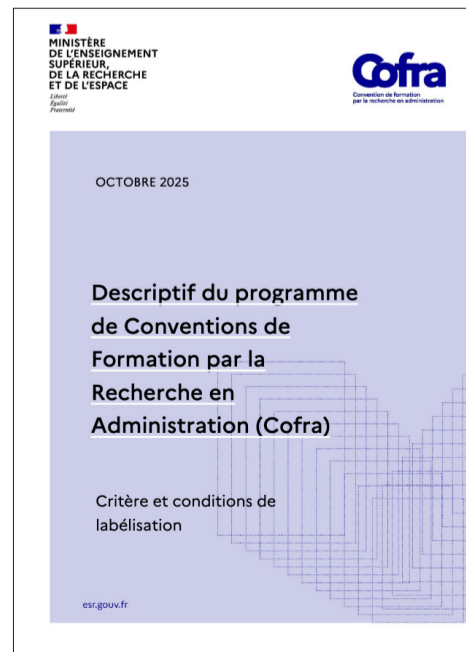 MINISTÈRE
DE L'ENSEIGNEMENT
SUPÉRIEUR,
DE LA RECHERCHE
ET DE L'ESPACE
Liberté
Égalité
Fraternité
Cofra
Convention de formation
par la recherche en administration
OCTOBRE 2025
Descriptif du programme
de Conventions de
Formation par la
Recherche en
Administration (Cofra)
Critère et conditions de
labélisation
esr.gouv.fr